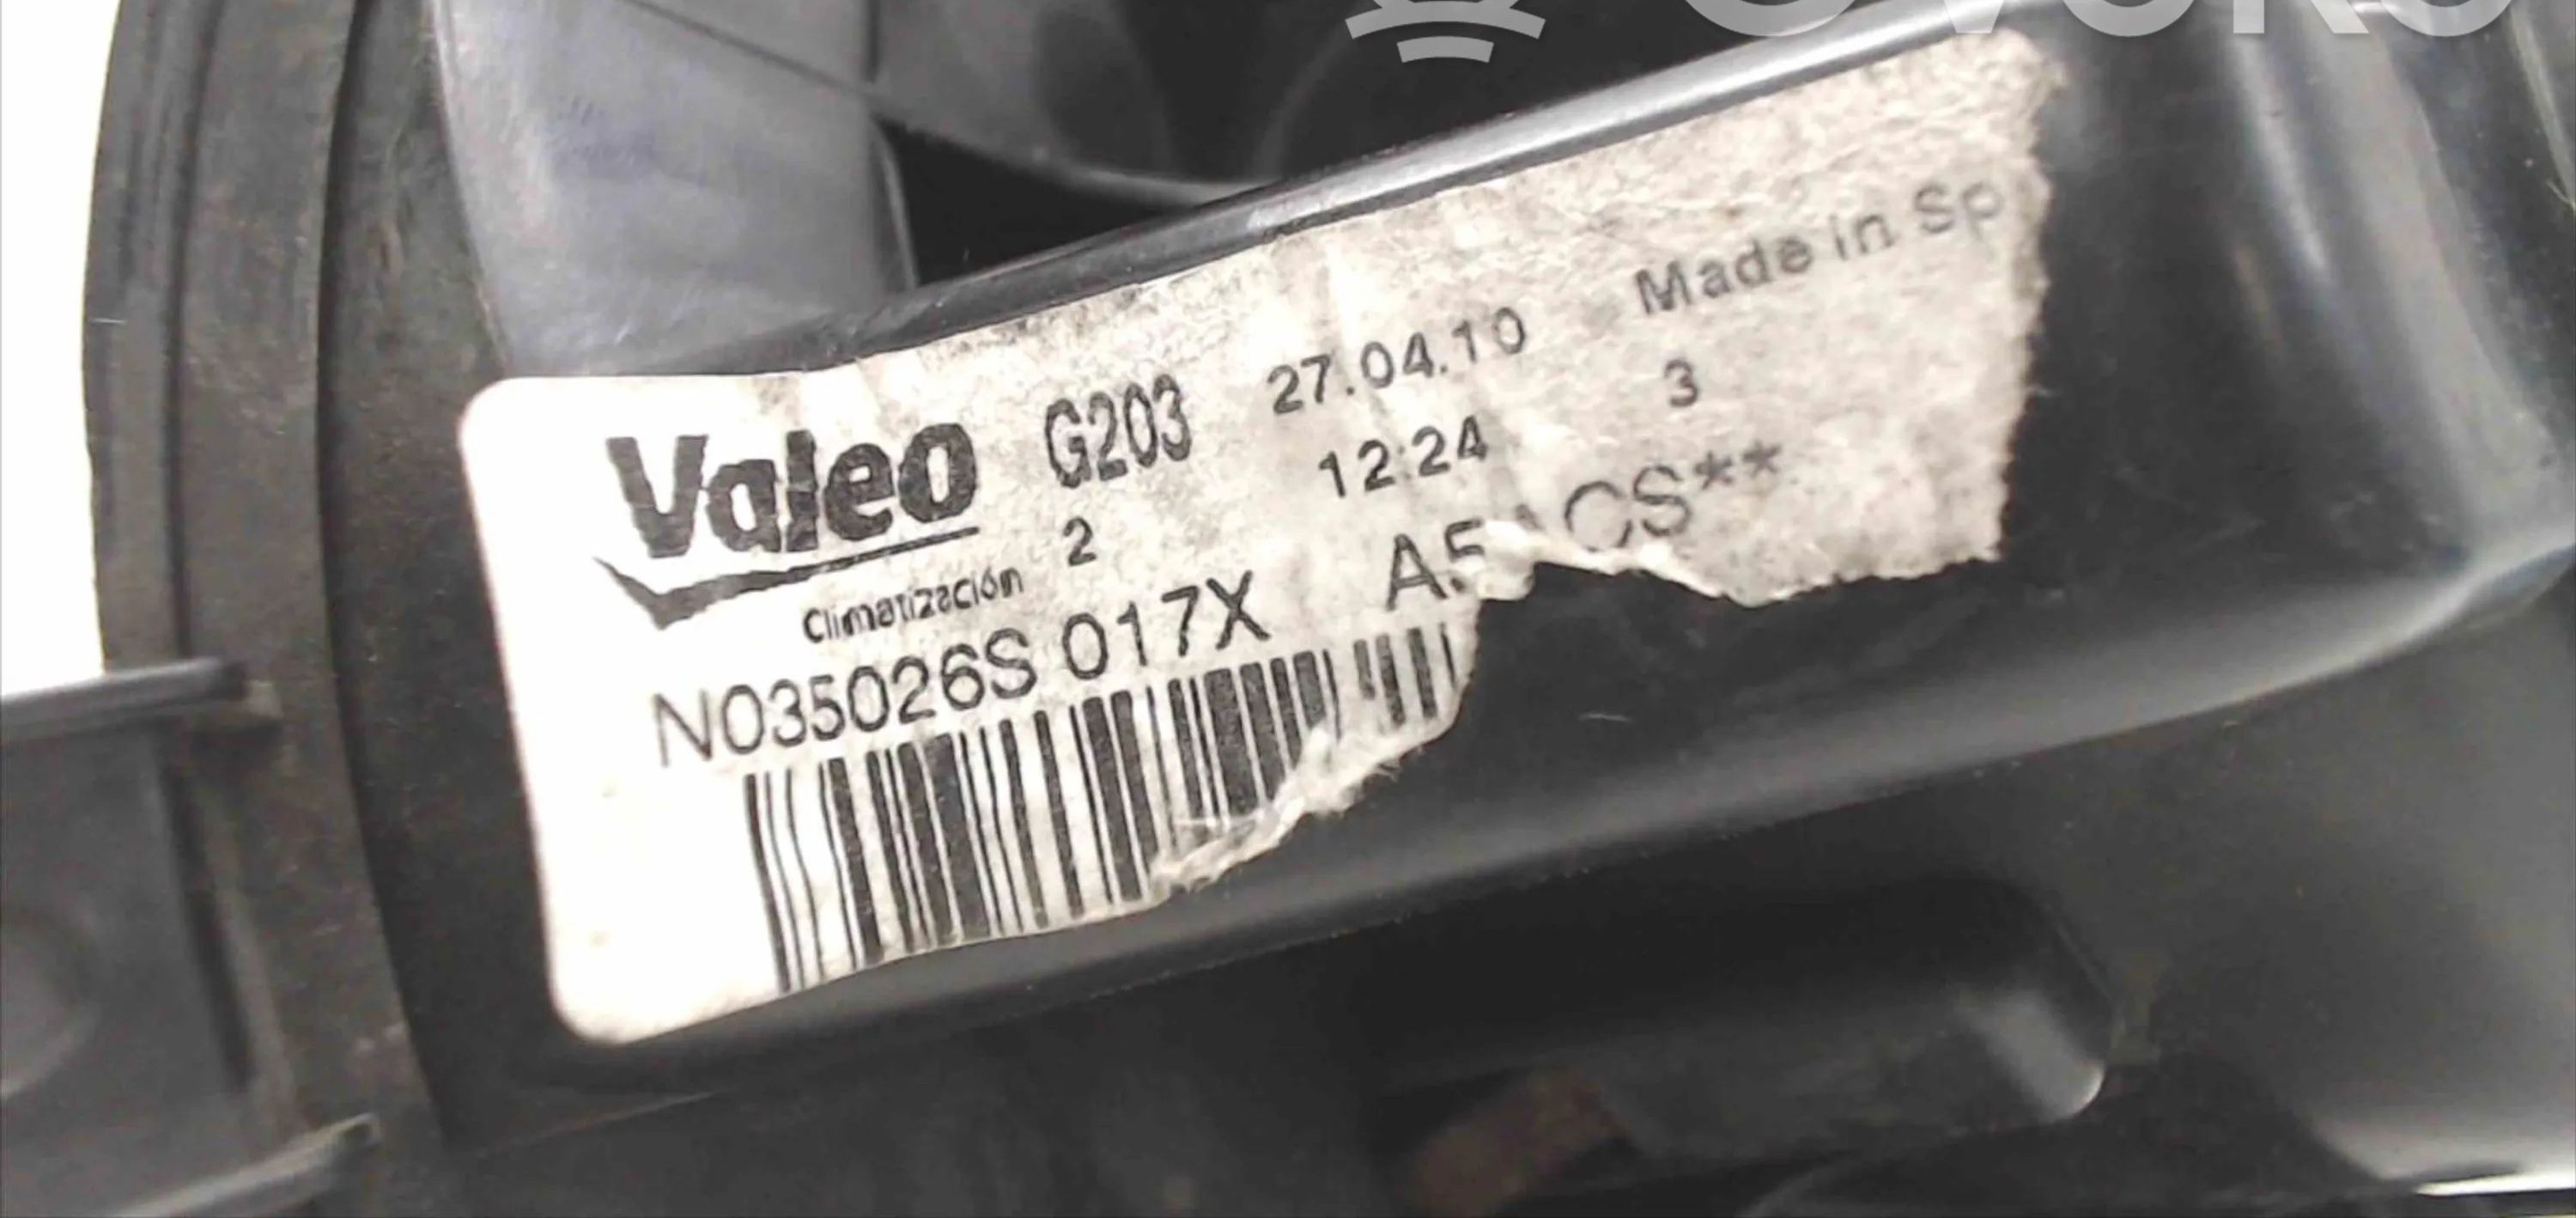 Valeo G203 27.04.10 Made in Sp
2 12:24 3
Climatización
N035026S 017X